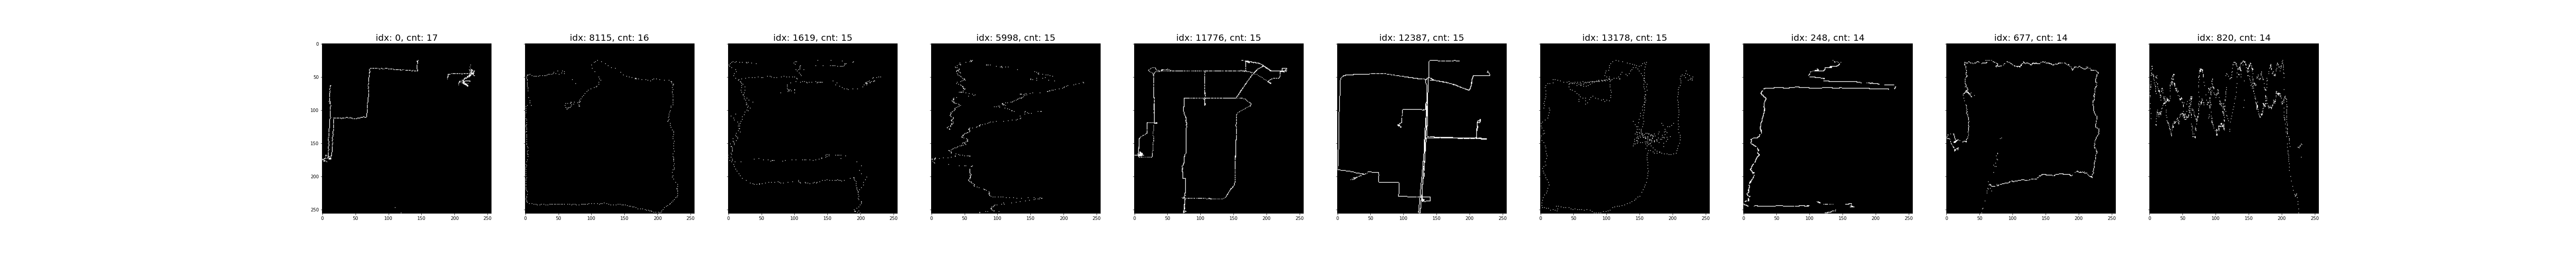 idx: 0, cnt: 17
idx: 8115, cnt: 16
idx: 1619, cnt: 15
idx: 5998, cnt: 15
idx: 11776, cnt: 15
idx: 12387, cnt: 15
idx: 13178, cnt: 15
idx: 248, cnt: 14
idx: 677, cnt: 14
idx: 820, cnt: 14
0
50
100
150
200
250
0 50 100 150 200 250
0 50 100 150 200 250
0 50 100 150 200 250
0 50 100 150 200 250
0 50 100 150 200 250
0 50 100 150 200 250
0 50 100 150 200 250
0 50 100 150 200 250
0 50 100 150 200 250
0 50 100 150 200 250